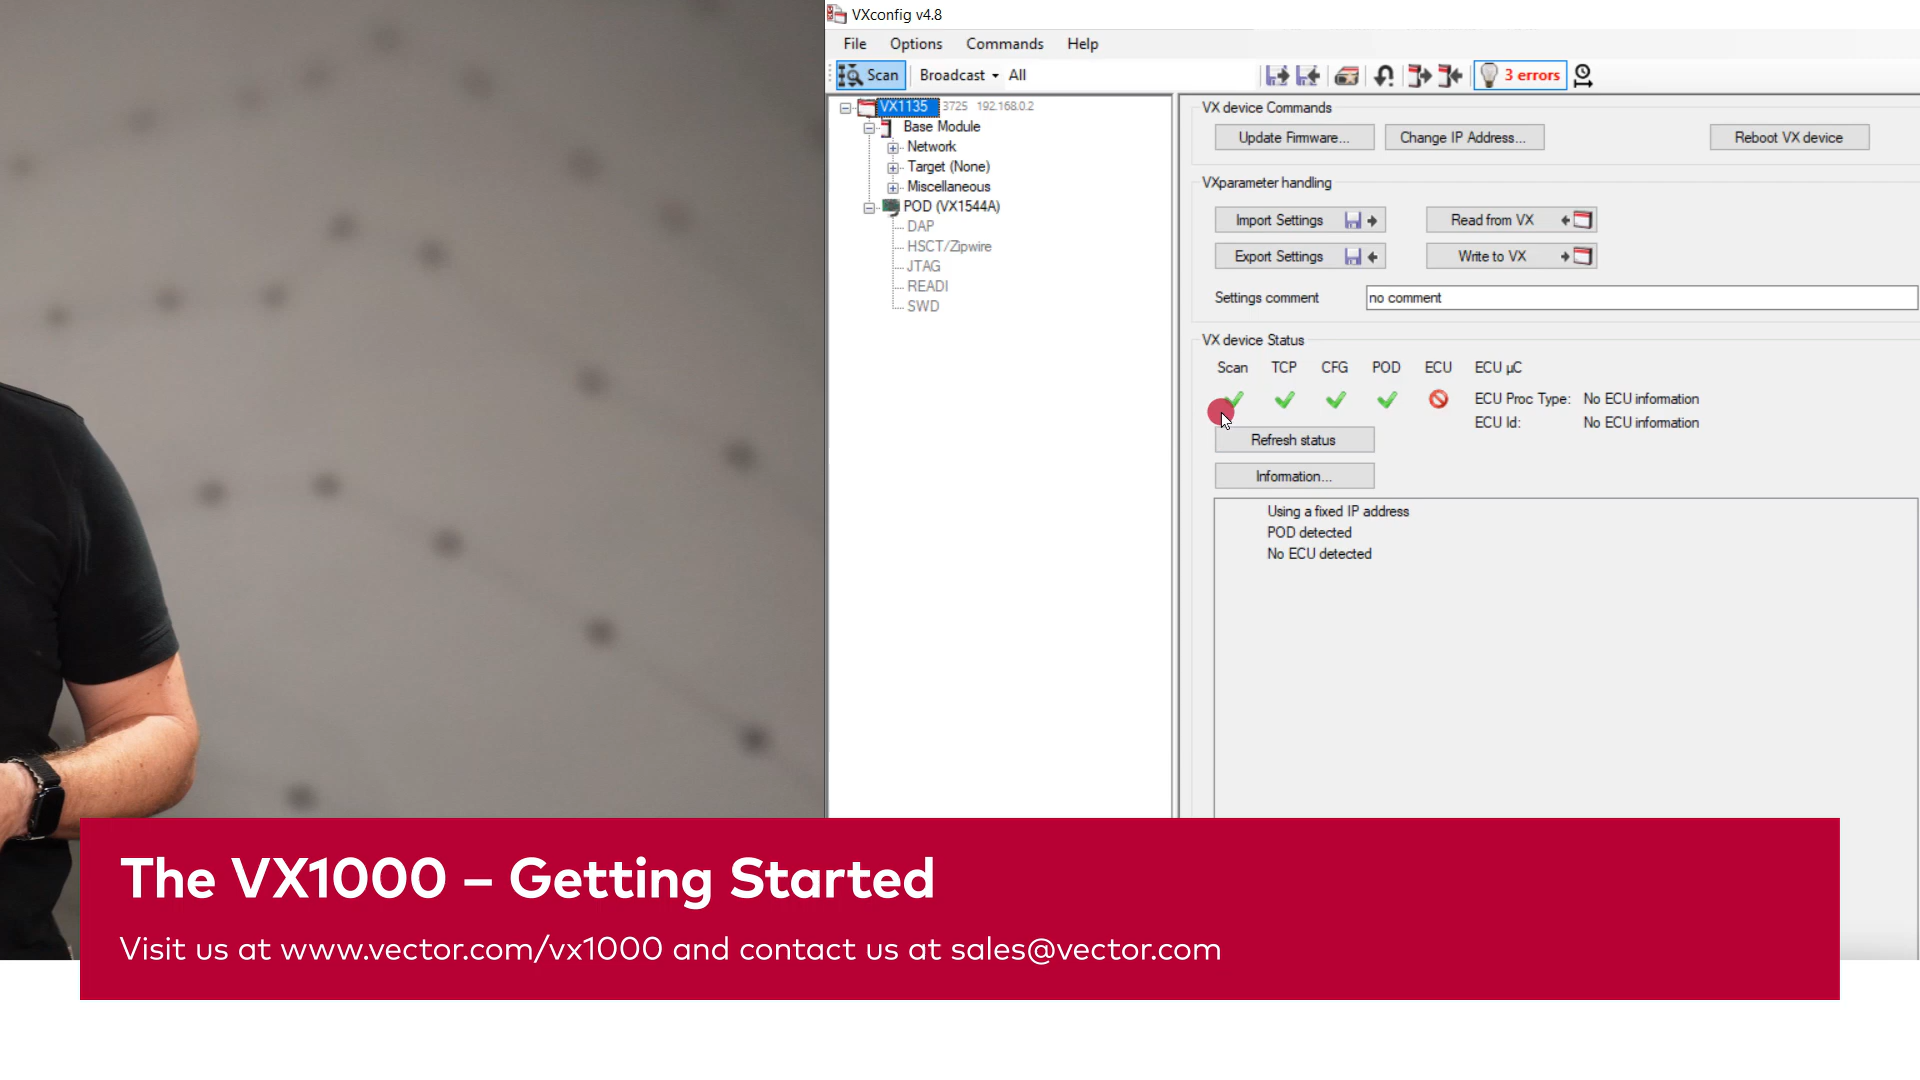 VXconfig v4.8
File Options Commands Help
Scan Broadcast All 3 errors
VX1135 3725 192.168.0.2
Base Module
Network
Target (None)
Miscellaneous
POD (VX1544A)
DAP
HSCT/Zipwire
JTAG
READI
SWD
VX device Commands
Update Firmware... Change IP Address... Reboot VX device
VXparameter handling
Import Settings Read from VX
Export Settings Write to VX
Settings comment no comment
VX device Status
Scan TCP CFG POD ECU ECU µC
ECU Proc Type: No ECU information
ECU Id: No ECU information
Refresh status
Information...
Using a fixed IP address
POD detected
No ECU detected
The VX1000 – Getting Started
Visit us at www.vector.com/vx1000 and contact us at sales@vector.com